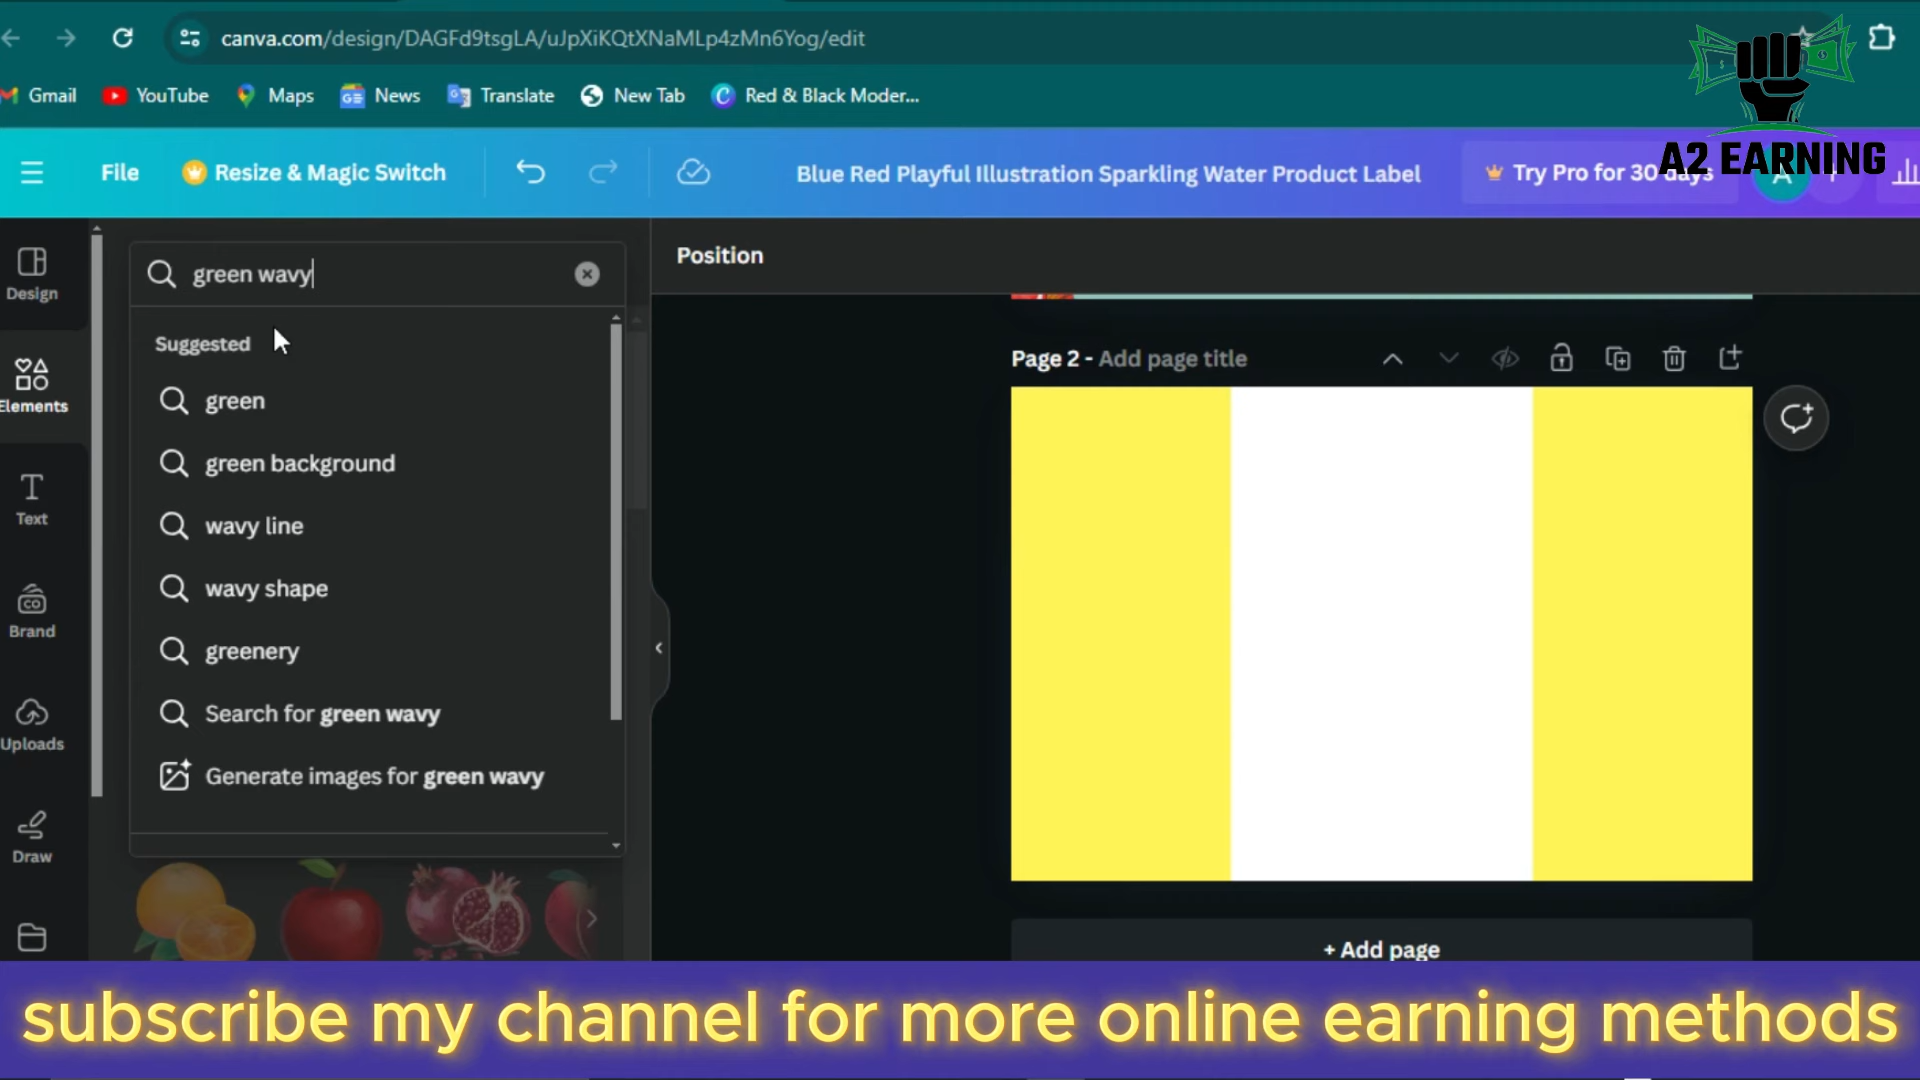 canva.com/design/DAGFd9tsgLA/uJpXiKQtXNaMLp4zMn6Yog/edit
Gmail YouTube Maps News Translate New Tab Red & Black Moder...
A2 EARNING
File Resize & Magic Switch Blue Red Playful Illustration Sparkling Water Product Label Try Pro for 30 days
green wavy
Position
Design
Suggested
Page 2 - Add page title
Elements
green
green background
Text
wavy line
wavy shape
Brand
greenery
Search for green wavy
Uploads
Generate images for green wavy
Draw
+ Add page
subscribe my channel for more online earning methods